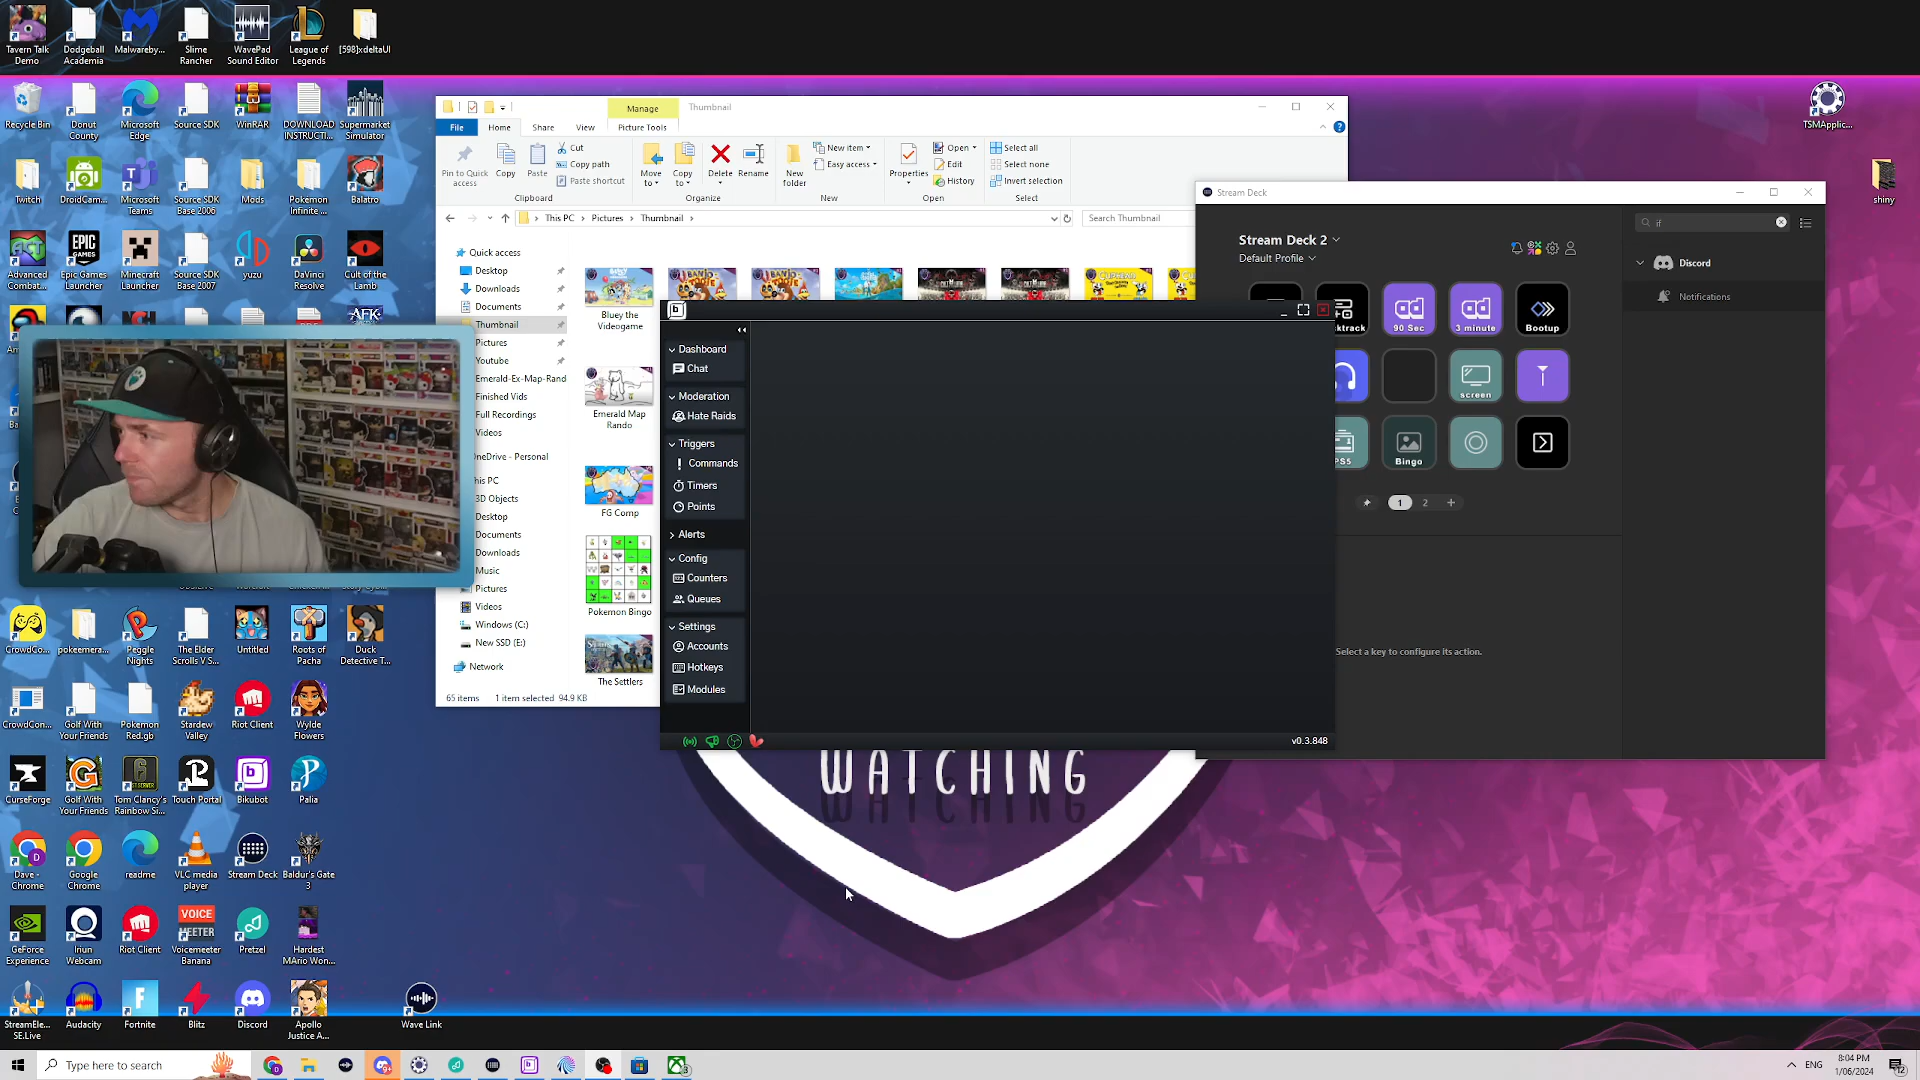 Tavern Talk Demo
Dodgeball Academia
Malwareby...
Slime Rancher
WavePad Sound Editor
League of Legends
[598]xdeltaUI
Recycle Bin
Donut County
Microsoft Edge
Source SDK
WinRAR
DOWNLOAD INSTRUCTI...
Supermarket Simulator
TSMApplic...
Twitch
DroidCam...
Microsoft Teams
Source SDK Base 2006
Mods
Pokemon Infinite ...
Balatro
shiny
Advanced Combat...
Epic Games Launcher
Minecraft Launcher
Source SDK Base 2007
yuzu
DaVinci Resolve
Cult of the Lamb
Manage
Thumbnail
File
Home
Share
View
Picture Tools
Pin to Quick access
Copy
Paste
Cut
Copy path
Paste shortcut
Clipboard
Move to
Copy to
Delete
Rename
Organize
New folder
New item
Easy access
New
Properties
Open
Edit
History
Open
Select all
Select none
Invert selection
Select
This PC
Pictures
Thumbnail
Search Thumbnail
Quick access
Desktop
Downloads
Documents
Thumbnail
Pictures
Youtube
Emerald-Ex-Map-Rand
Finished Vids
Full Recordings
Videos
OneDrive - Personal
his PC
3D Objects
Desktop
Documents
Downloads
Music
Pictures
Videos
Windows (C:)
New SSD (E:)
Network
65 items
1 item selected 94.9 KB
Bluey the Videogame
Emerald Map Rando
FG Comp
Pokemon Bingo
The Settlers
Dashboard
Chat
Moderation
Hate Raids
Triggers
Commands
Timers
Points
Alerts
Config
Counters
Queues
Settings
Accounts
Hotkeys
Modules
v0.3.848
Stream Deck
Stream Deck 2
Default Profile
if
Discord
Notifications
cktrack
90 Sec
3 minute
Bootup
screen
PS5
Bingo
1
2
Select a key to configure its action.
WATCHING
CrowdCo...
pokeemera...
Peggle Nights
The Elder Scrolls V S...
Untitled
Roots of Pacha
Duck Detective T...
CrowdCon...
Golf With Your Friends
Pokemon Red.gb
Stardew Valley
Riot Client
Wylde Flowers
CurseForge
Golf With Your Friends
Tom Clancy's Rainbow Si...
Touch Portal
Bikubot
Palia
Dave - Chrome
Google Chrome
readme
VLC media player
Stream Deck
Baldur's Gate 3
GeForce Experience
Iriun Webcam
Riot Client
VOICE MEETER
Voicemeeter Banana
Pretzel
Hardest MArio Won...
StreamEle... SE.Live
Audacity
Fortnite
Blitz
Discord
Apollo Justice A...
Wave Link
Type here to search
ENG
8:04 PM
1/06/2024